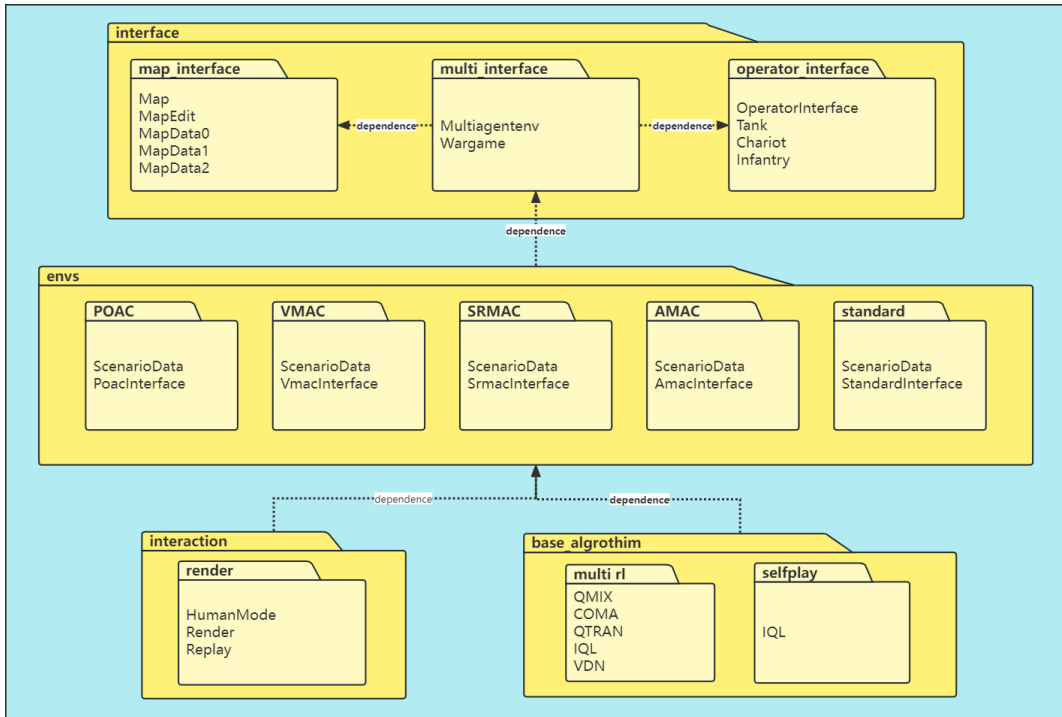 interface
map_interface
Map
MapEdit
MapData0
MapData1
MapData2
dependence
multi_interface
Multiagentenv
Wargame
dependence
operator_interface
OperatorInterface
Tank
Chariot
Infantry
dependence
envs
POAC
ScenarioData
PoacInterface
VMAC
ScenarioData
VmacInterface
SRMAC
ScenarioData
SrmacInterface
AMAC
ScenarioData
AmacInterface
standard
ScenarioData
StandardInterface
dependence
dependence
interaction
render
HumanMode
Render
Replay
base_algrothim
multi rl
QMIX
COMA
QTRAN
IQL
VDN
selfplay
IQL